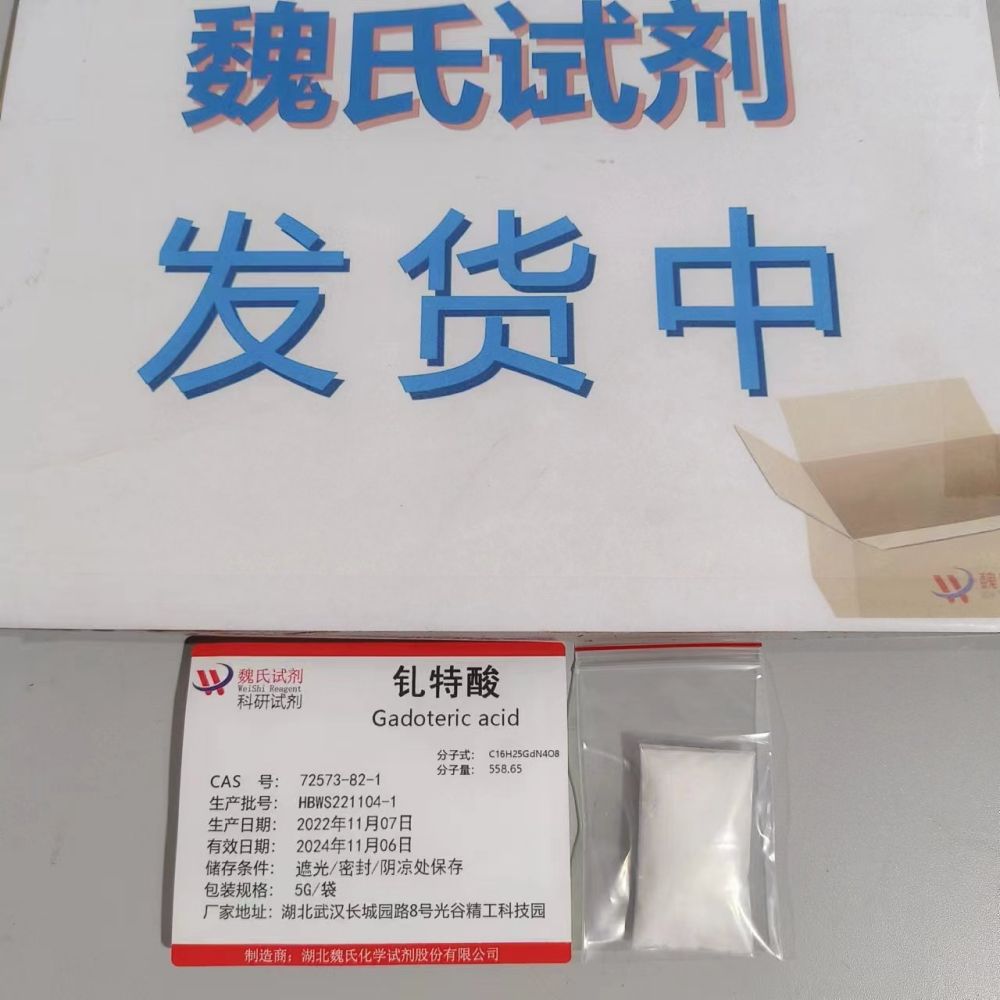 魏氏试剂
发货中
魏
魏氏试剂
WeiShi Reagent
科研试剂
钆特酸
Gadoteric acid
分子式: C16H25GdN4O8
分子量: 558.65
CAS 号: 72573-82-1
生产批号: HBWS221104-1
生产日期: 2022年11月07日
有效日期: 2024年11月06日
储存条件: 遮光/密封/阴凉处保存
包装规格: 5G/袋
厂家地址: 湖北武汉长城园路8号光谷精工科技园
制造商: 湖北魏氏化学试剂股份有限公司